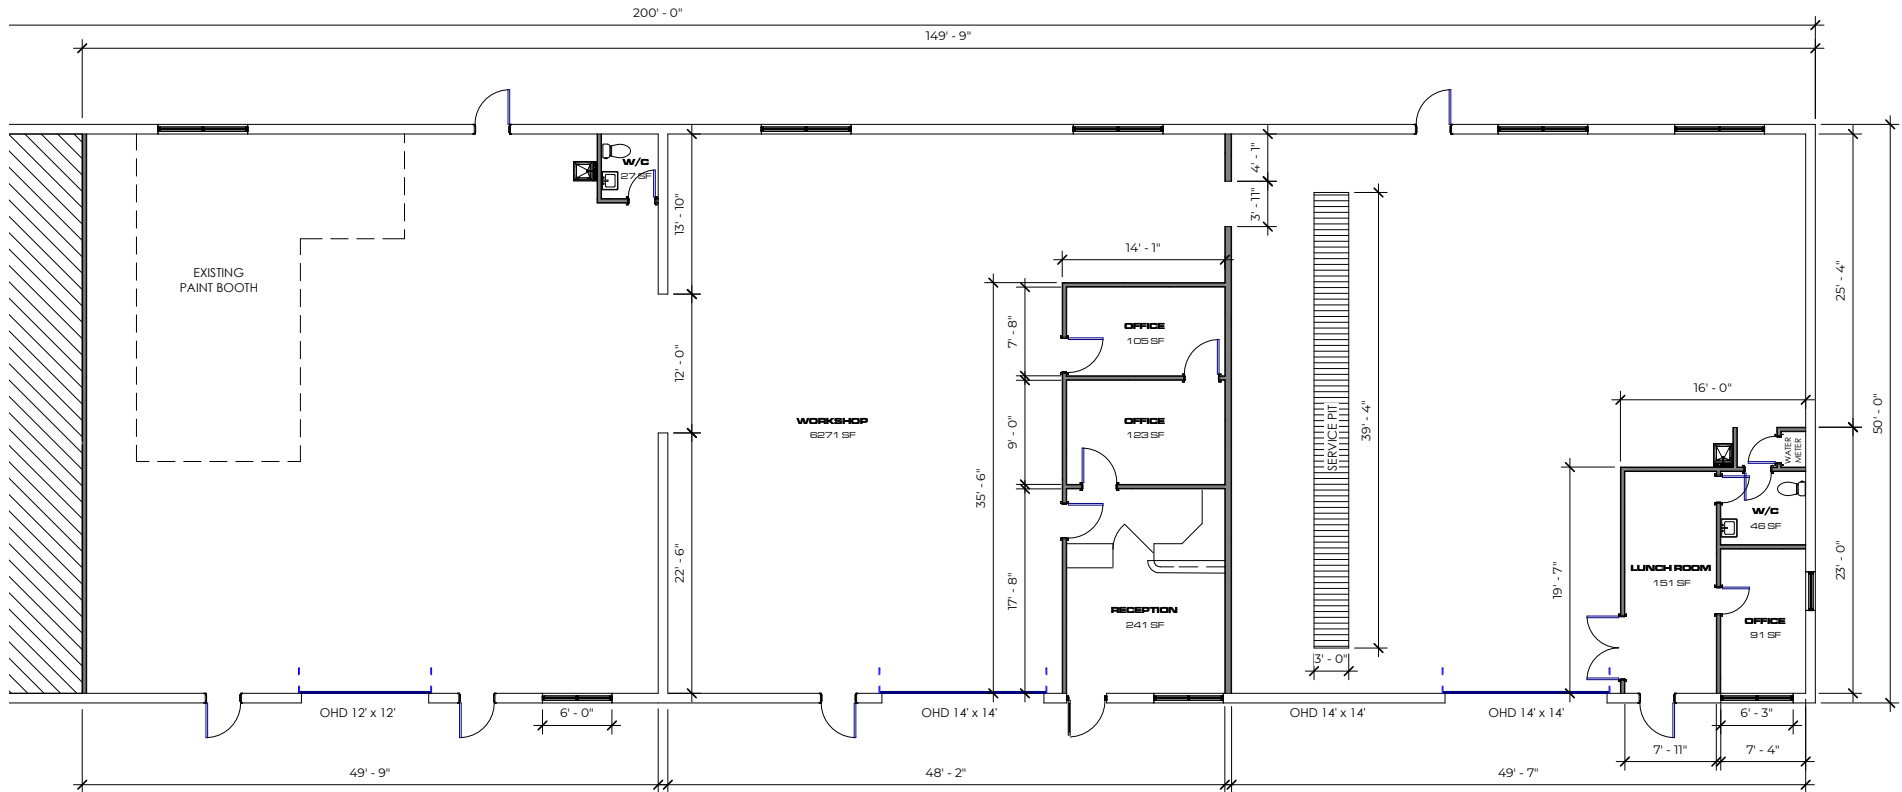 200' - 0"
149' - 9"
W/C
27 SF
4' - 1"
3' - 11"
13' - 10"
14' - 1"
EXISTING
PAINT BOOTH
25' - 4"
OFFICE
105 SF
7' - 8"
12' - 0"
16' - 0"
50' - 0"
WORKSHOP
6271 SF
OFFICE
123 SF
9' - 0"
SERVICE PIT
39' - 4"
WATER
METER
35' - 6"
W/C
46 SF
22' - 6"
17' - 8"
19' - 7"
23' - 0"
LUNCH ROOM
151 SF
RECEPTION
241 SF
OFFICE
91 SF
3' - 0"
OHD 12' x 12'
6' - 0"
OHD 14' x 14'
OHD 14' x 14'
OHD 14' x 14'
6' - 3"
7' - 11"
7' - 4"
49' - 9"
48' - 2"
49' - 7"